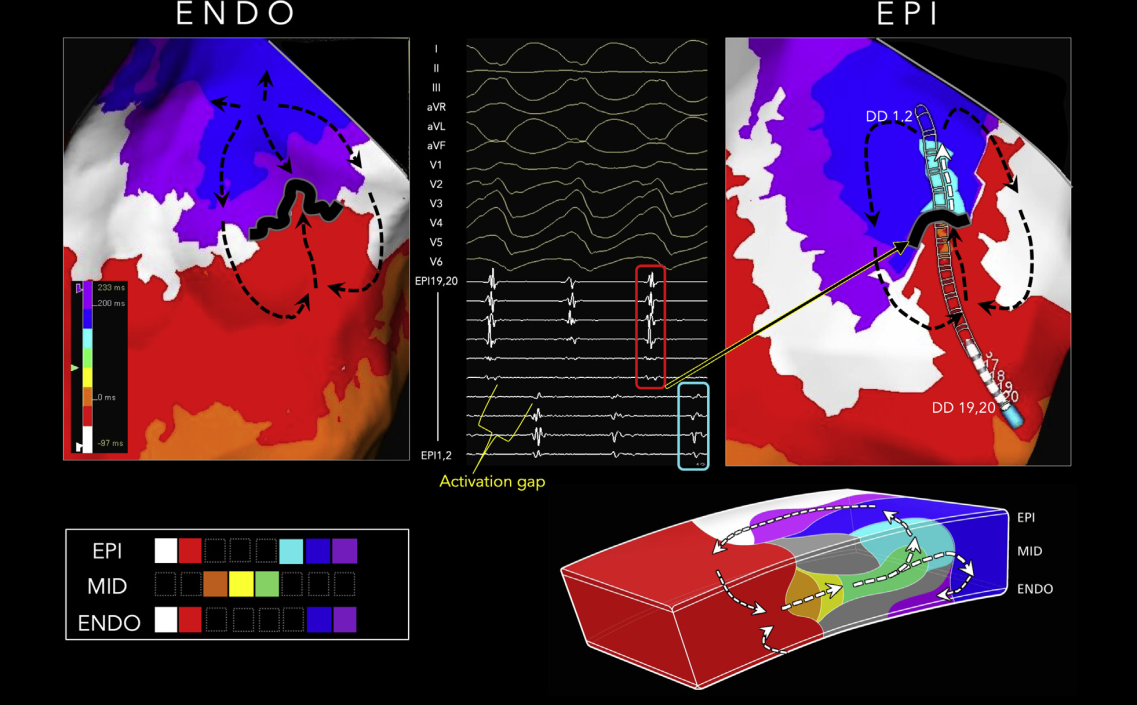 ENDO
EPI
I
II
III
aVR
aVL
aVF
V1
V2
V3
V4
V5
V6
EPI19,20
EPI1,2
Activation gap
233 ms
200 ms
0 ms
-97 ms
DD 1,2
17
18
19
20
DD 19,20
EPI
MID
ENDO
EPI
MID
ENDO